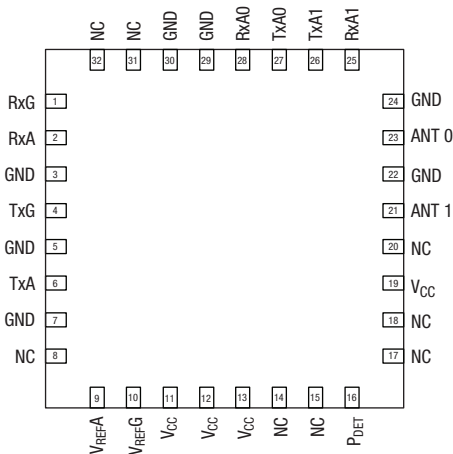 NC NC GND GND RxA0 TxA0 TxA1 RxA1
32 31 30 29 28 27 26 25
RxG 1
RxA 2
GND 3
TxG 4
GND 5
TxA 6
GND 7
NC 8
24 GND
23 ANT 0
22 GND
21 ANT 1
20 NC
19 VCC
18 NC
17 NC
9 10 11 12 13 14 15 16
VREFA VREFG VCC VCC VCC NC NC PDET